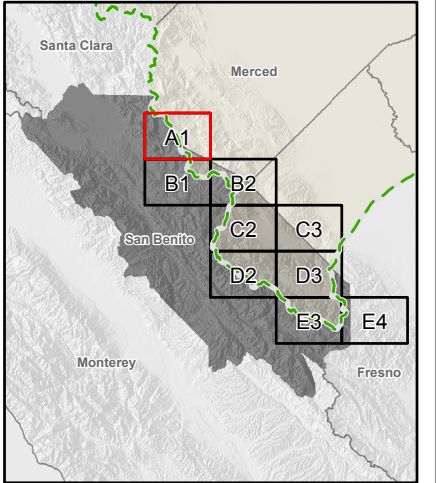 Santa Clara
Merced
A1
B1
B2
San Benito
C2
C3
D2
D3
E3
E4
Monterey
Fresno